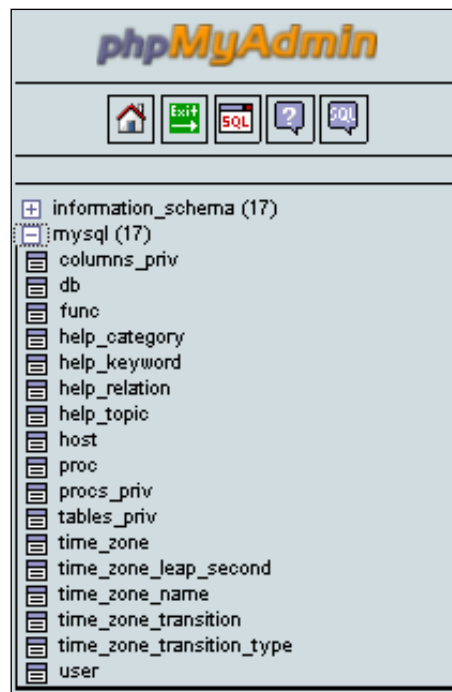 phpMyAdmin
Exit SQL ? SQL
information_schema (17)
mysql (17)
columns_priv
db
func
help_category
help_keyword
help_relation
help_topic
host
proc
procs_priv
tables_priv
time_zone
time_zone_leap_second
time_zone_name
time_zone_transition
time_zone_transition_type
user